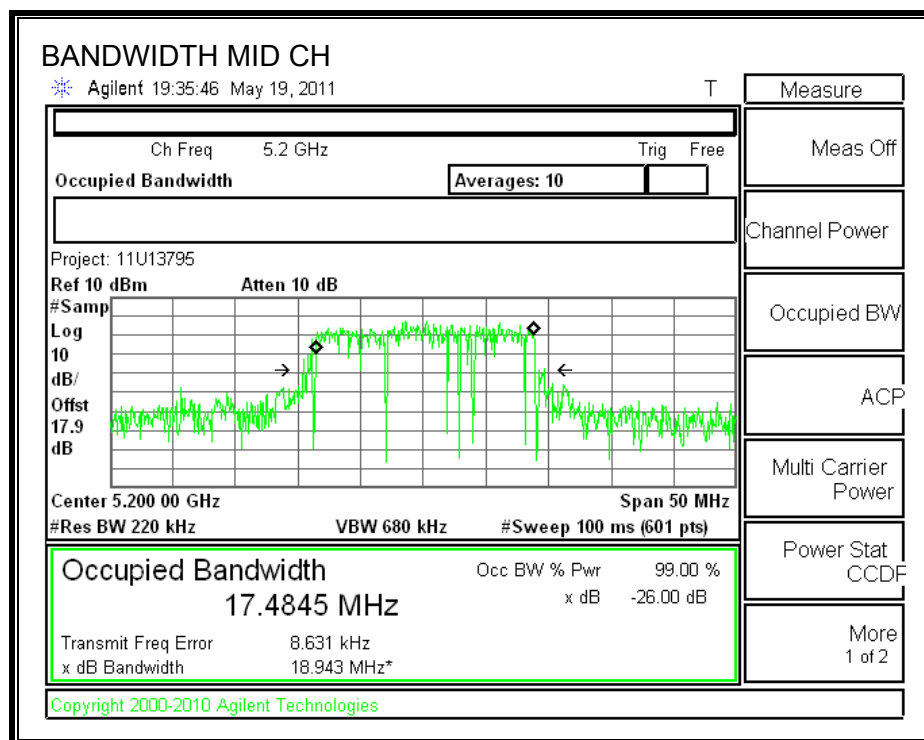 BANDWIDTH MID CH
Agilent 19:35:46 May 19, 2011 T
Ch Freq 5.2 GHz Trig Free
Occupied Bandwidth Averages: 10
Project: 11U13795
Ref 10 dBm Atten 10 dB
#Samp
Log
10
dB/
Offst
17.9
dB
Center 5.200 00 GHz Span 50 MHz
#Res BW 220 kHz VBW 680 kHz #Sweep 100 ms (601 pts)
Occupied Bandwidth Occ BW % Pwr 99.00 %
17.4845 MHz x dB -26.00 dB
Transmit Freq Error 8.631 kHz
x dB Bandwidth 18.943 MHz*
Copyright 2000-2010 Agilent Technologies
Measure
Meas Off
Channel Power
Occupied BW
ACP
Multi Carrier
Power
Power Stat
CCDF
More
1 of 2